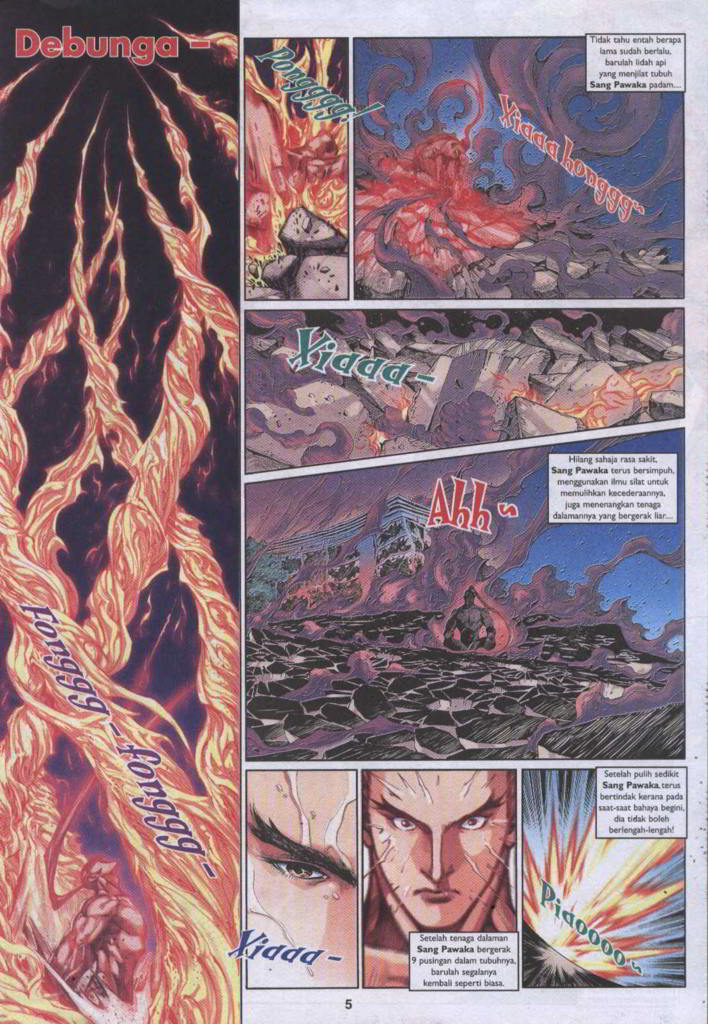 Debunga -
Fongggg - Fongggg -
Pongggg!
Tidak tahu entah berapa
lama sudah berlalu,
barulah lidah api
yang menjilat tubuh
Sang Pawaka padam....
Xiaaa honggg~
Xiaaa -
Hilang sahaja rasa sakit,
Sang Pawaka terus bersimpuh,
menggunakan ilmu silat untuk
memulihkan kecederaannya,
juga menenangkan tenaga
dalamannya yang bergerak liar....
Ahh ~
Xiaaa -
Setelah tenaga dalaman
Sang Pawaka bergerak
9 pusingan dalam tubuhnya,
barulah segalanya
kembali seperti biasa.
Setelah pulih sedikit
Sang Pawaka, terus
bertindak kerana pada
saat-saat bahaya begini,
dia tidak boleh
berlengah-lengah!
Piaoooo~
5